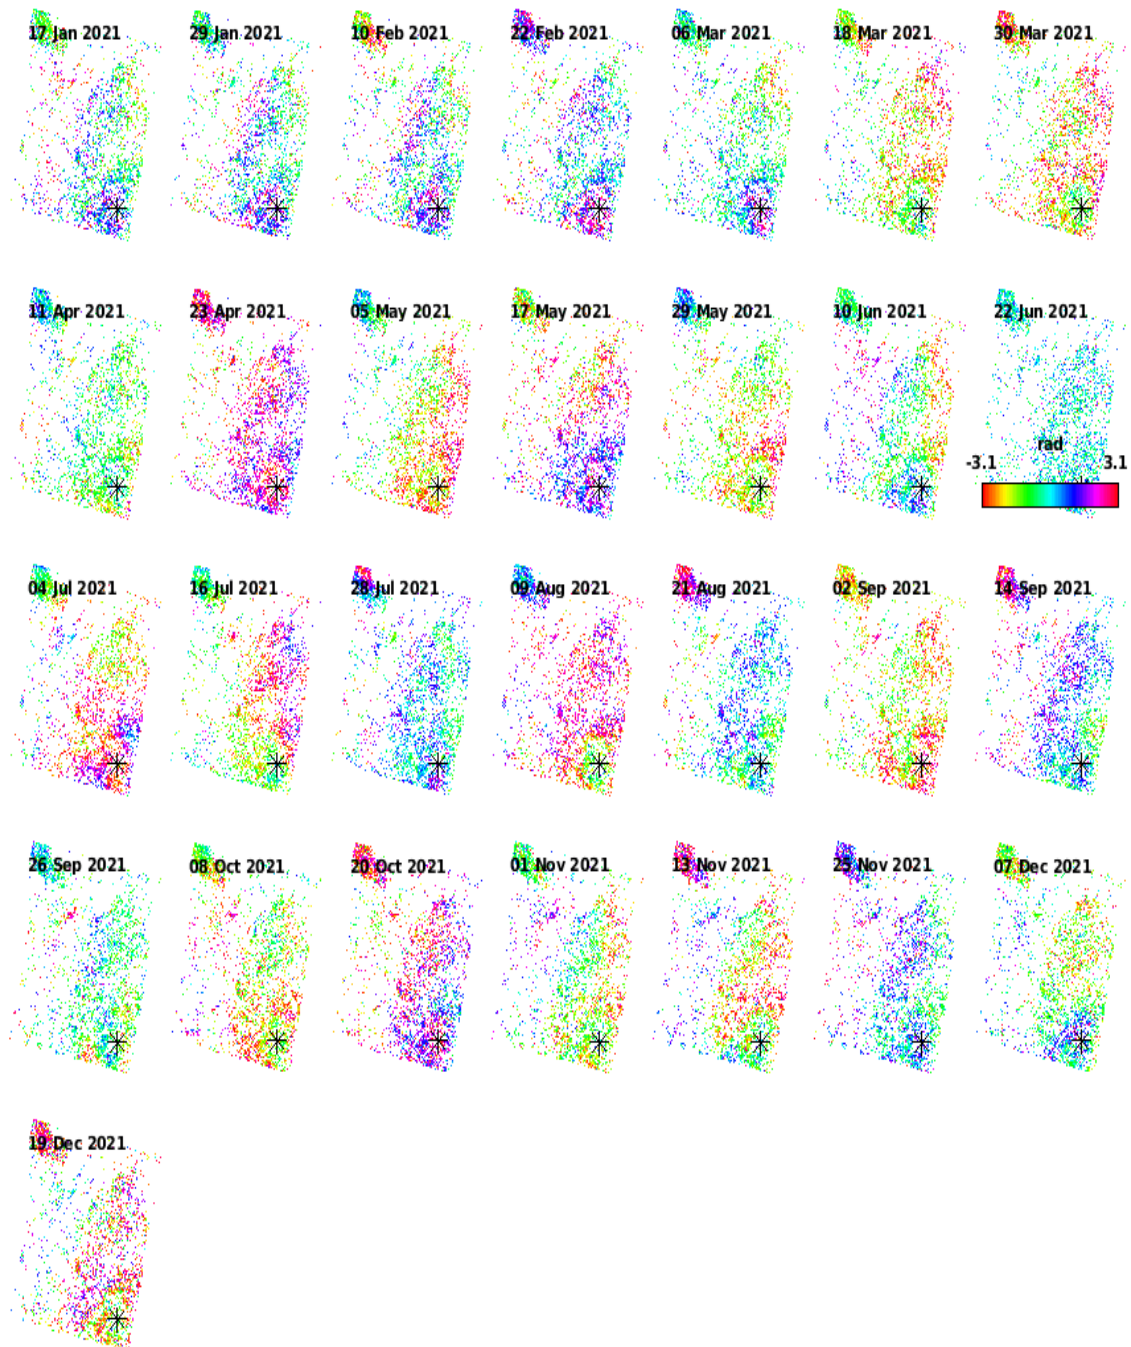 17 Jan 2021
29 Jan 2021
10 Feb 2021
22 Feb 2021
06 Mar 2021
18 Mar 2021
30 Mar 2021
11 Apr 2021
23 Apr 2021
05 May 2021
17 May 2021
29 May 2021
10 Jun 2021
22 Jun 2021
rad
-3.1
3.1
04 Jul 2021
16 Jul 2021
28 Jul 2021
09 Aug 2021
21 Aug 2021
02 Sep 2021
14 Sep 2021
26 Sep 2021
08 Oct 2021
20 Oct 2021
01 Nov 2021
13 Nov 2021
25 Nov 2021
07 Dec 2021
19 Dec 2021